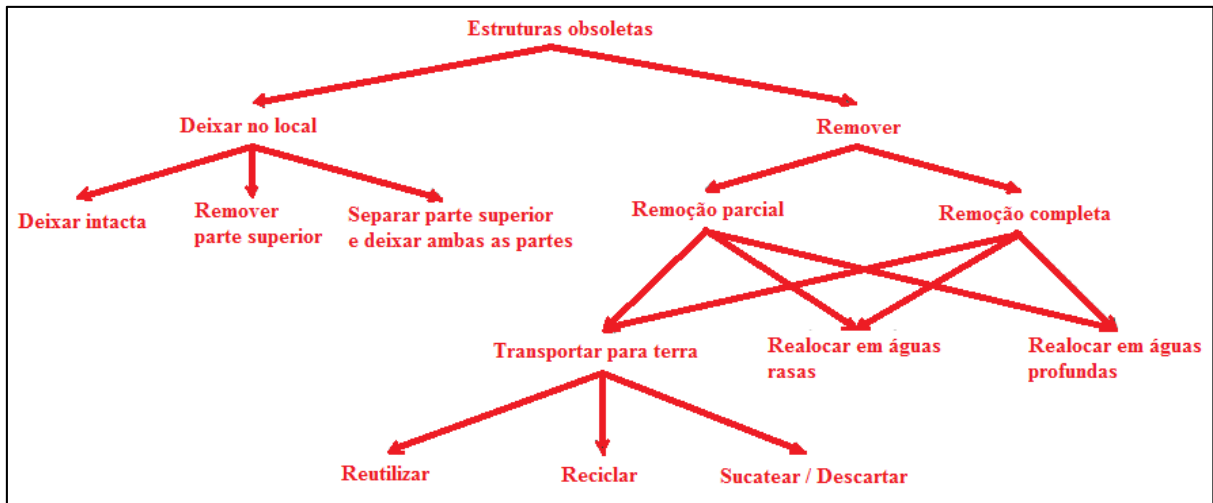 Estruturas obsoletas
Deixar no local
Remover
Deixar intacta
Remover
parte superior
Separar parte superior
e deixar ambas as partes
Remoção parcial
Remoção completa
Transportar para terra
Realocar em águas
rasas
Realocar em águas
profundas
Reutilizar
Reciclar
Sucatear / Descartar